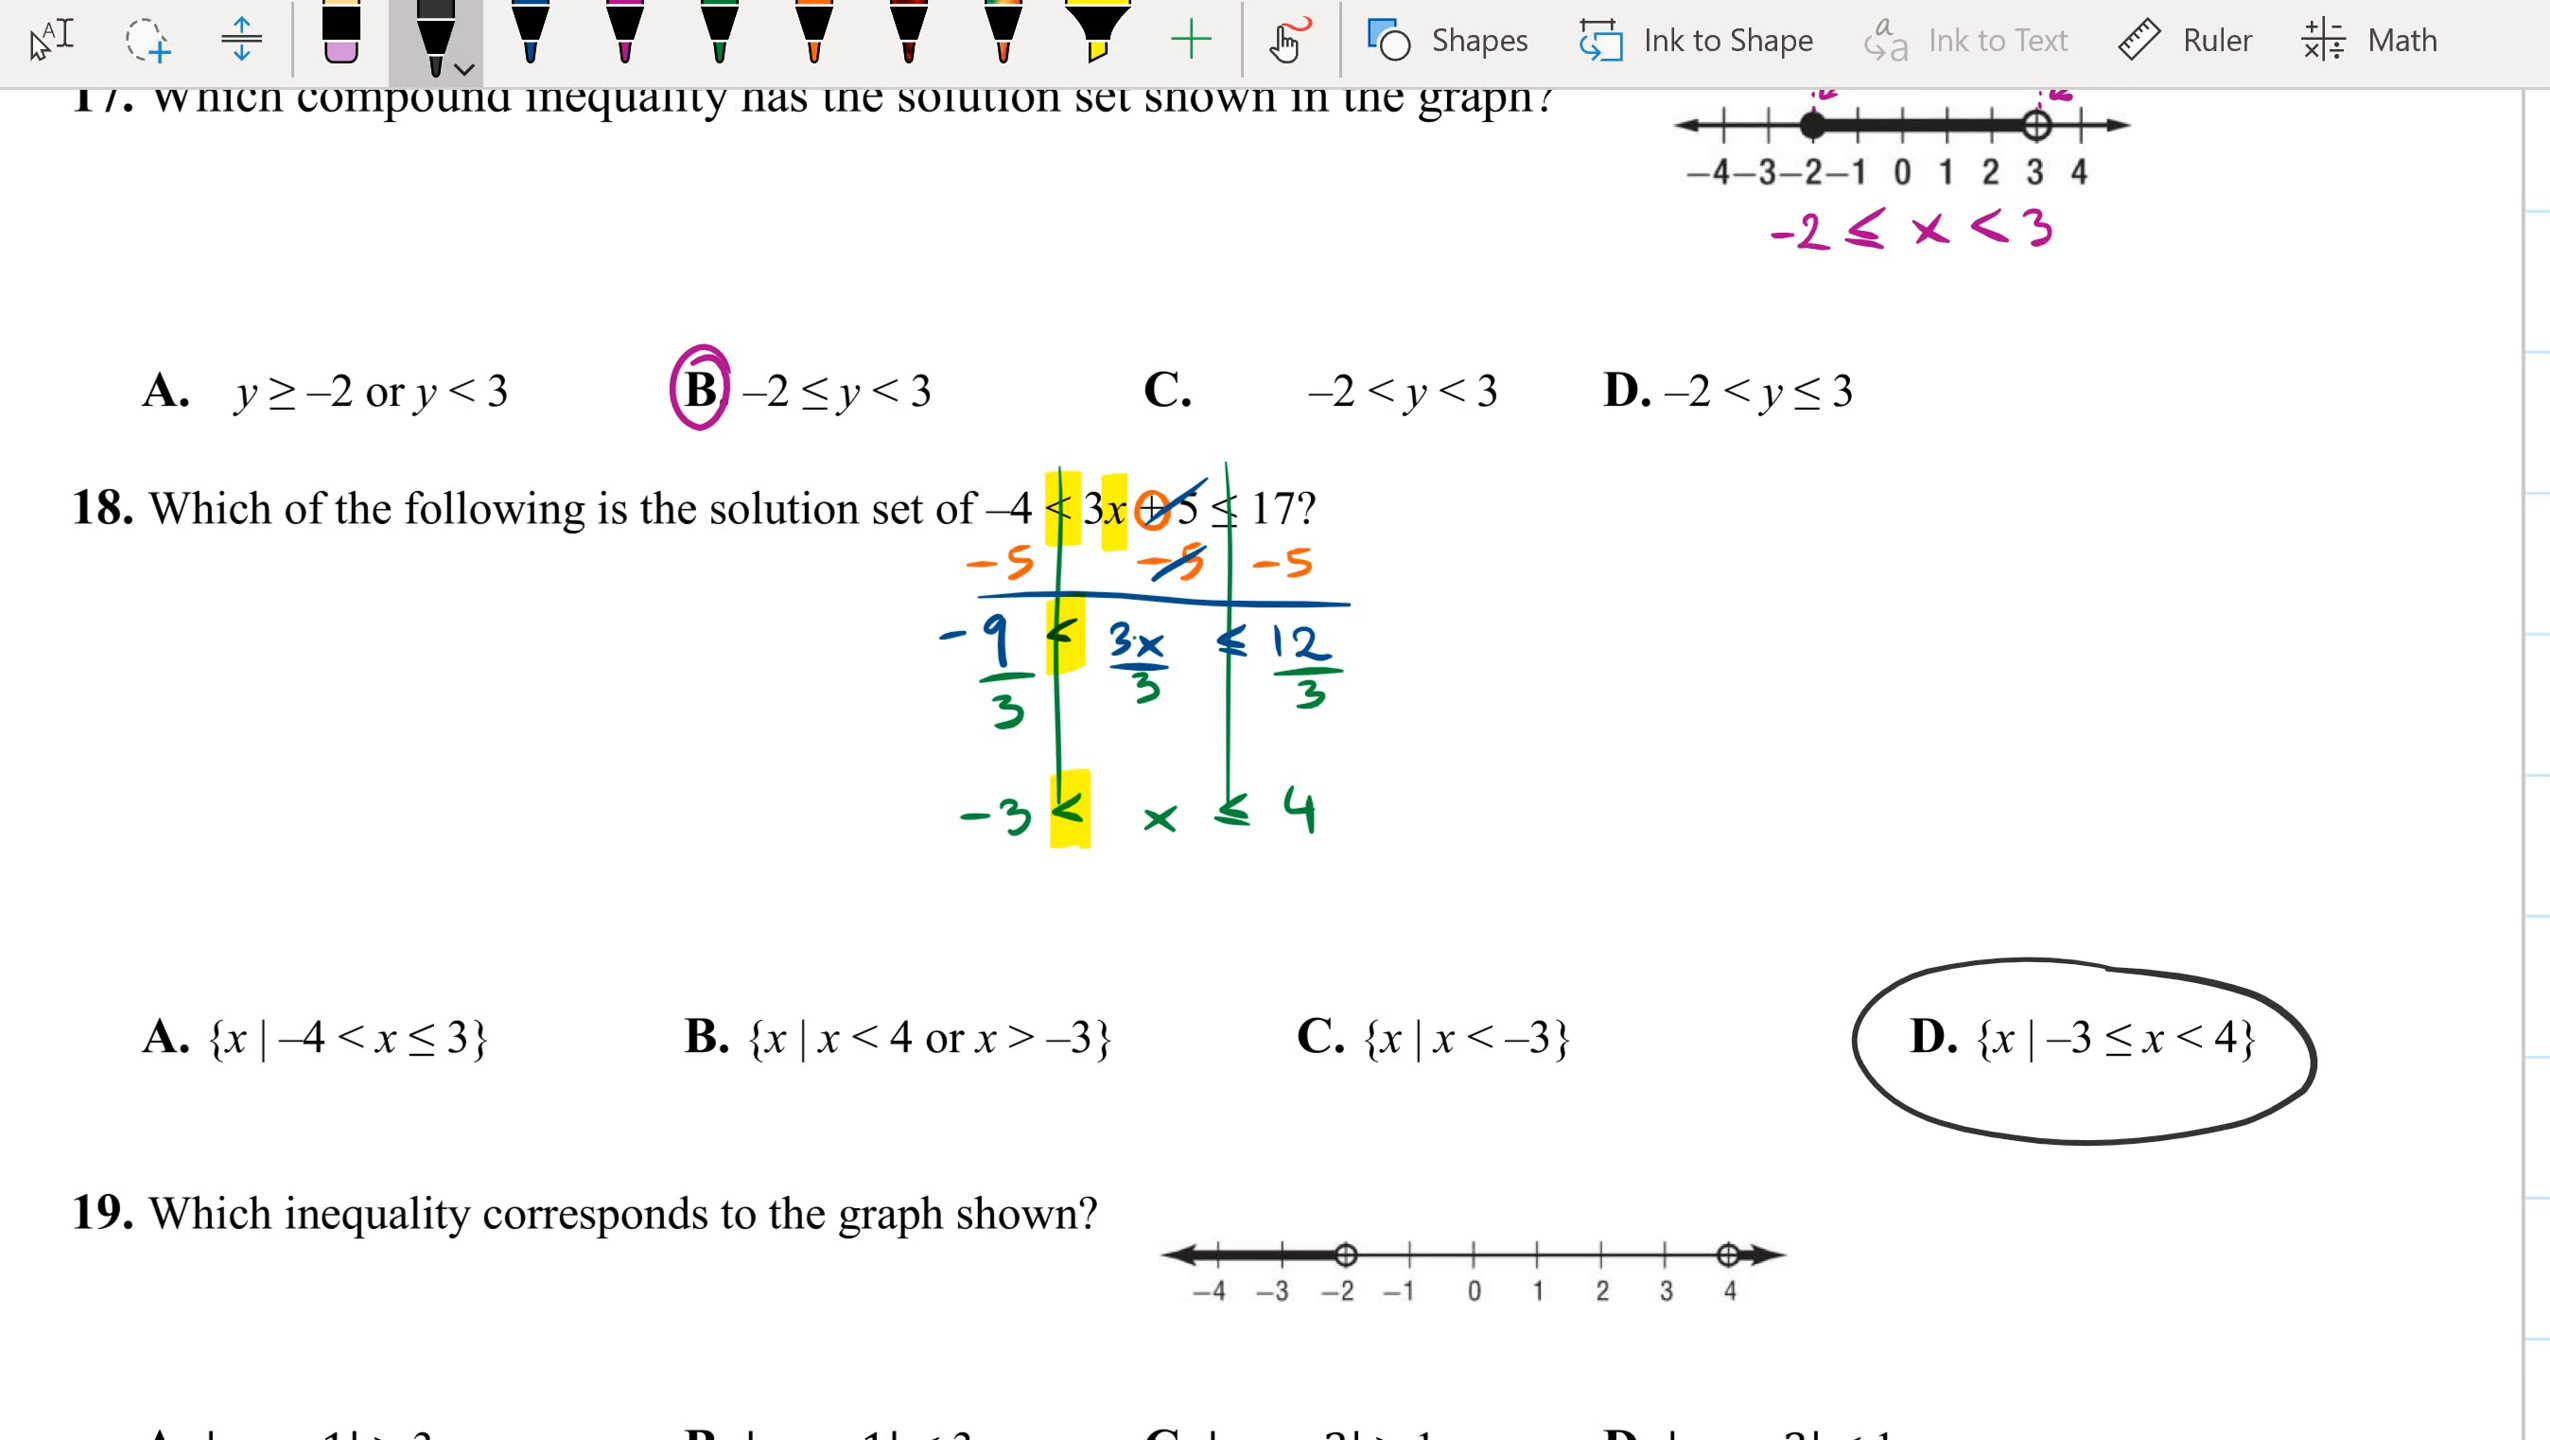 Shapes Ink to Shape Ink to Text Ruler Math
17. Which compound inequality has the solution set shown in the graph?
–4 –3 –2 –1 0 1 2 3 4
-2 ≤ x < 3
A. y ≥ –2 or y < 3 B. –2 ≤ y < 3 C. –2 < y < 3 D. –2 < y ≤ 3
18. Which of the following is the solution set of –4 < 3x + 5 ≤ 17?
-5 -5 -5
-9 < 3x ≤ 12
3 3 3
-3 < x ≤ 4
A. {x | –4 < x ≤ 3} B. {x | x < 4 or x > –3} C. {x | x < –3} D. {x | –3 ≤ x < 4}
19. Which inequality corresponds to the graph shown?
–4 –3 –2 –1 0 1 2 3 4